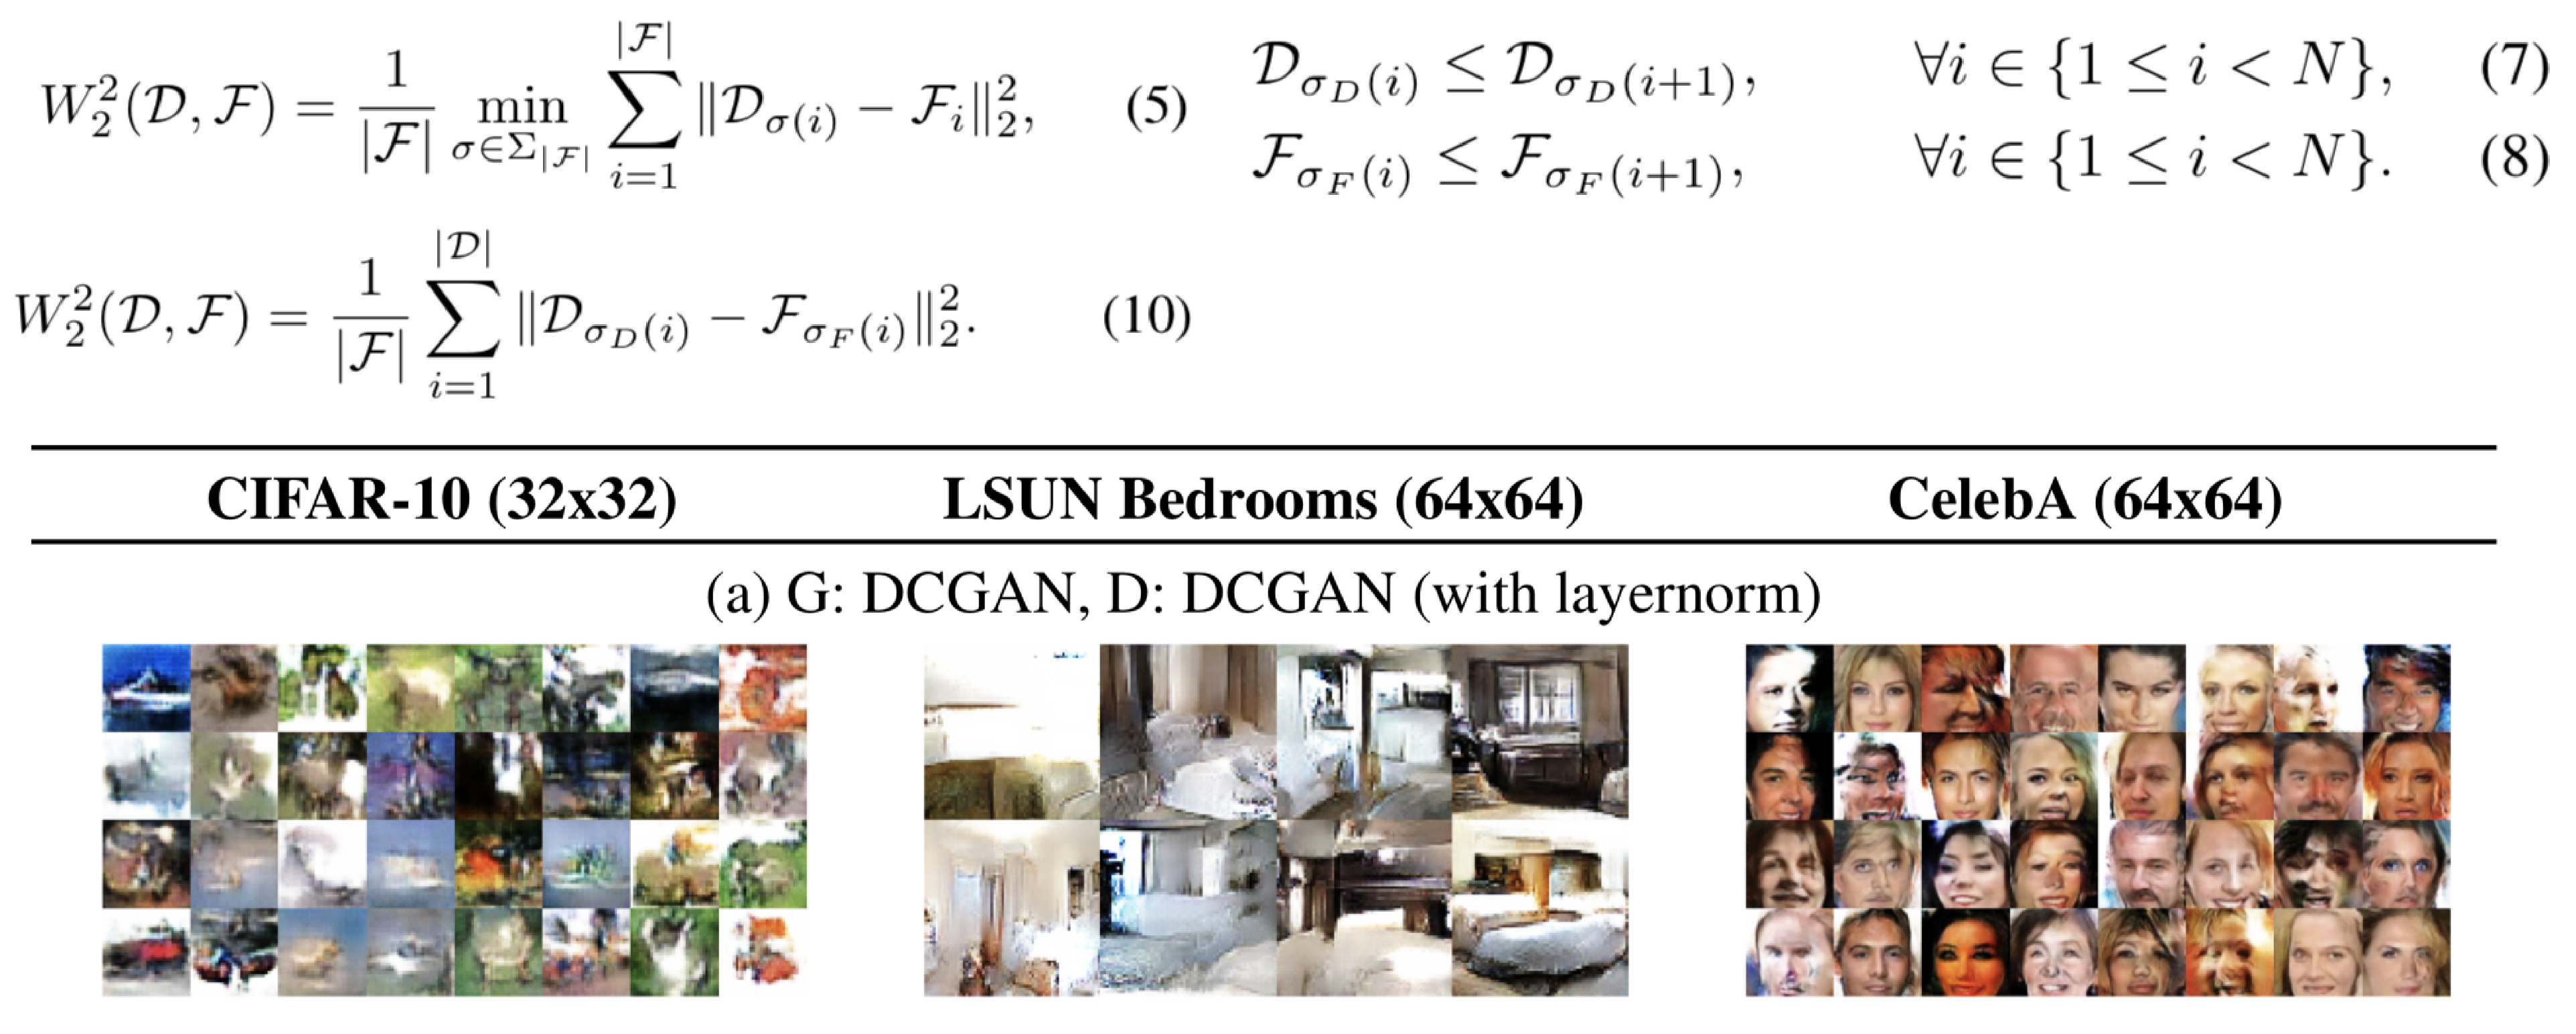 $W_2^2(\mathcal{D}, \mathcal{F}) = \frac{1}{|\mathcal{F}|} \min_{\sigma \in \Sigma_{|\mathcal{F}|}} \sum_{i=1}^{|\mathcal{F}|} \|\mathcal{D}_{\sigma(i)} - \mathcal{F}_i\|_2^2,$ (5)
$\mathcal{D}_{\sigma_D(i)} \leq \mathcal{D}_{\sigma_D(i+1)}, \quad \forall i \in \{1 \leq i < N\},$ (7)
$\mathcal{F}_{\sigma_F(i)} \leq \mathcal{F}_{\sigma_F(i+1)}, \quad \forall i \in \{1 \leq i < N\}.$ (8)
$W_2^2(\mathcal{D}, \mathcal{F}) = \frac{1}{|\mathcal{F}|} \sum_{i=1}^{|\mathcal{D}|} \|\mathcal{D}_{\sigma_D(i)} - \mathcal{F}_{\sigma_F(i)}\|_2^2.$ (10)
CIFAR-10 (32x32) LSUN Bedrooms (64x64) CelebA (64x64)
(a) G: DCGAN, D: DCGAN (with layernorm)